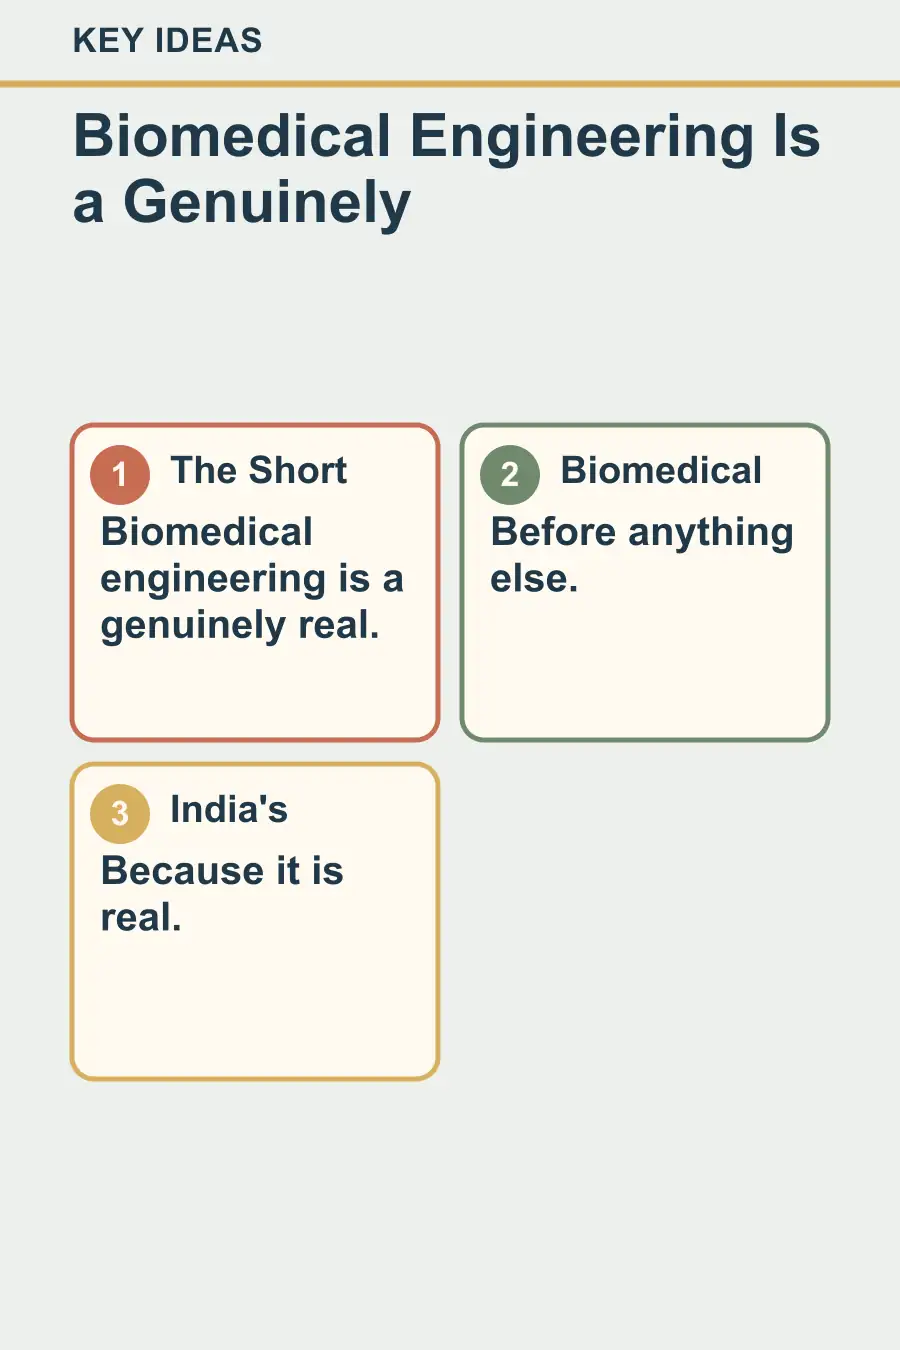 KEY IDEAS
Biomedical Engineering Is
a Genuinely
1 The Short
Biomedical
engineering is a
genuinely real.
2 Biomedical
Before anything
else.
3 India's
Because it is
real.